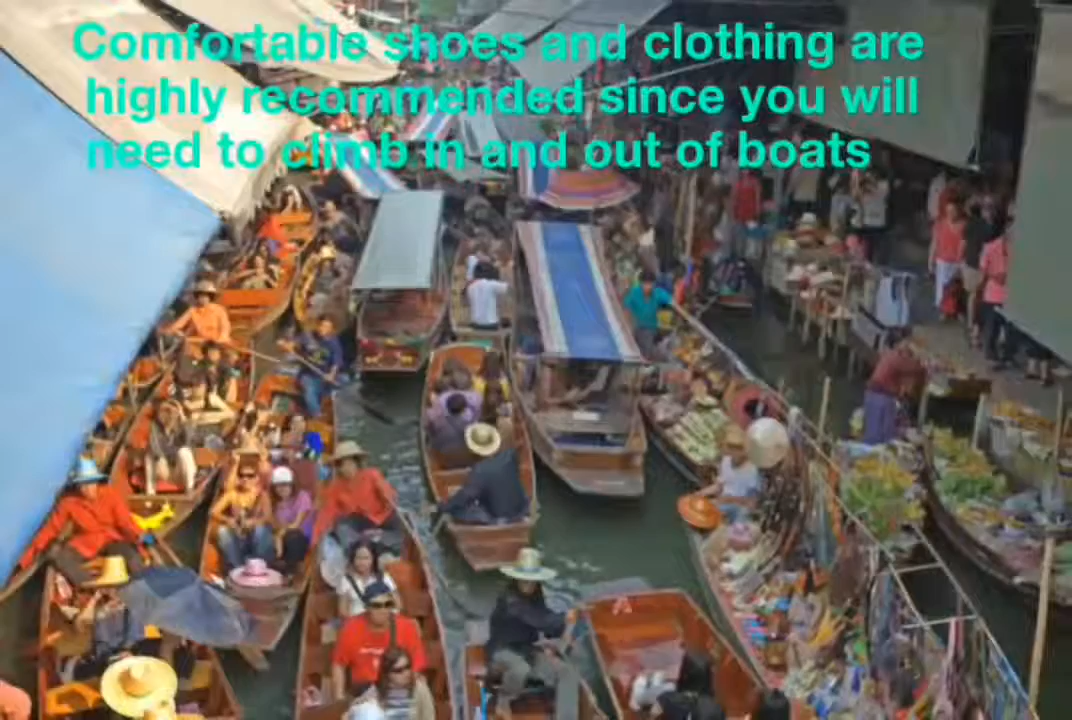 Comfortable shoes and clothing are
highly recommended since you will
need to climb in and out of boats